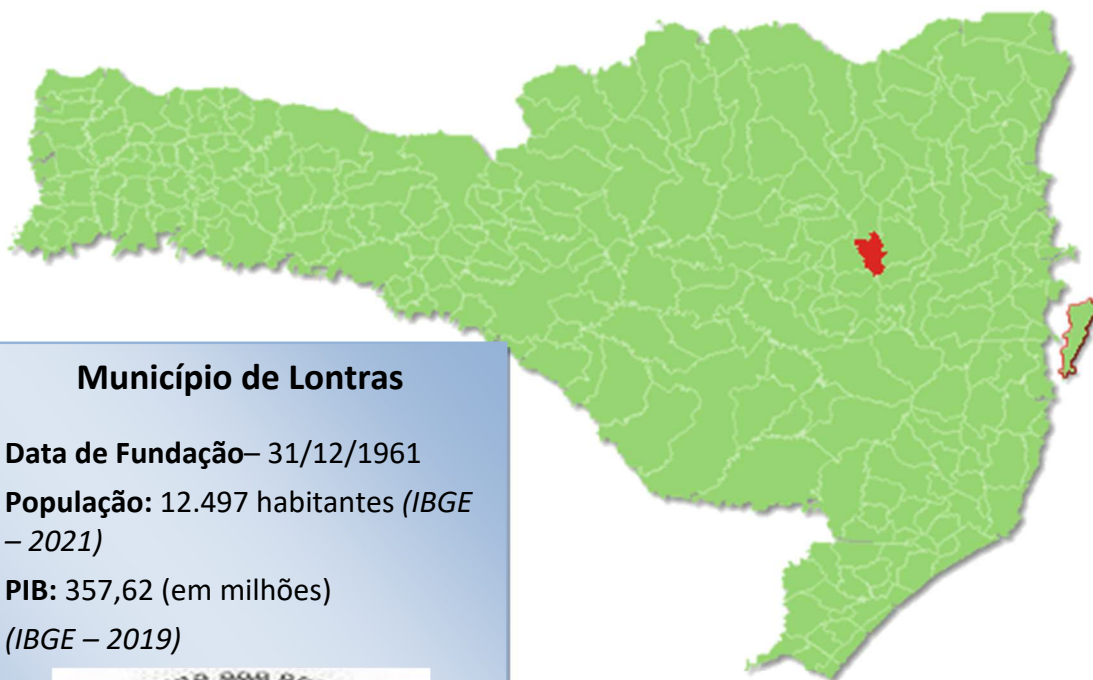 Município de Lontras
Data de Fundação– 31/12/1961
População: 12.497 habitantes (IBGE
– 2021)
PIB: 357,62 (em milhões)
(IBGE – 2019)